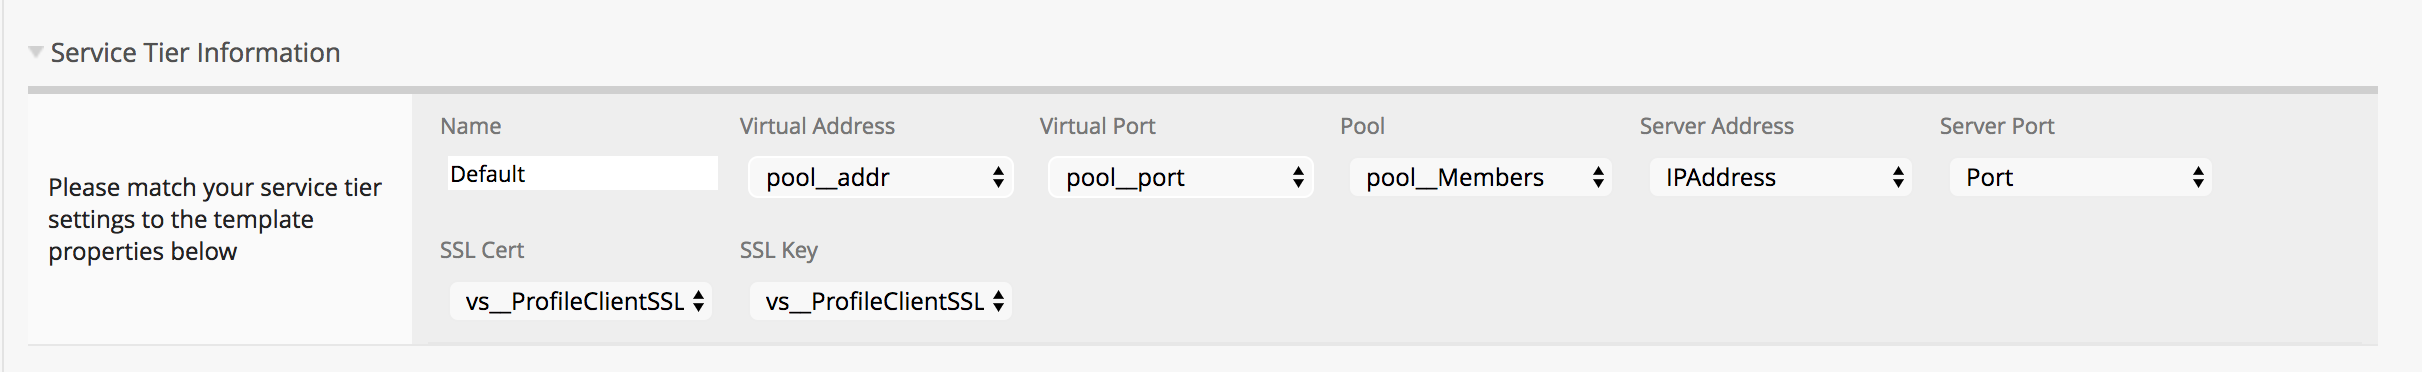 Service Tier Information
Please match your service tier
settings to the template
properties below
Name Virtual Address Virtual Port Pool Server Address Server Port
Default pool__addr pool__port pool__Members IPAddress Port
SSL Cert SSL Key
vs__ProfileClientSSL vs__ProfileClientSSL